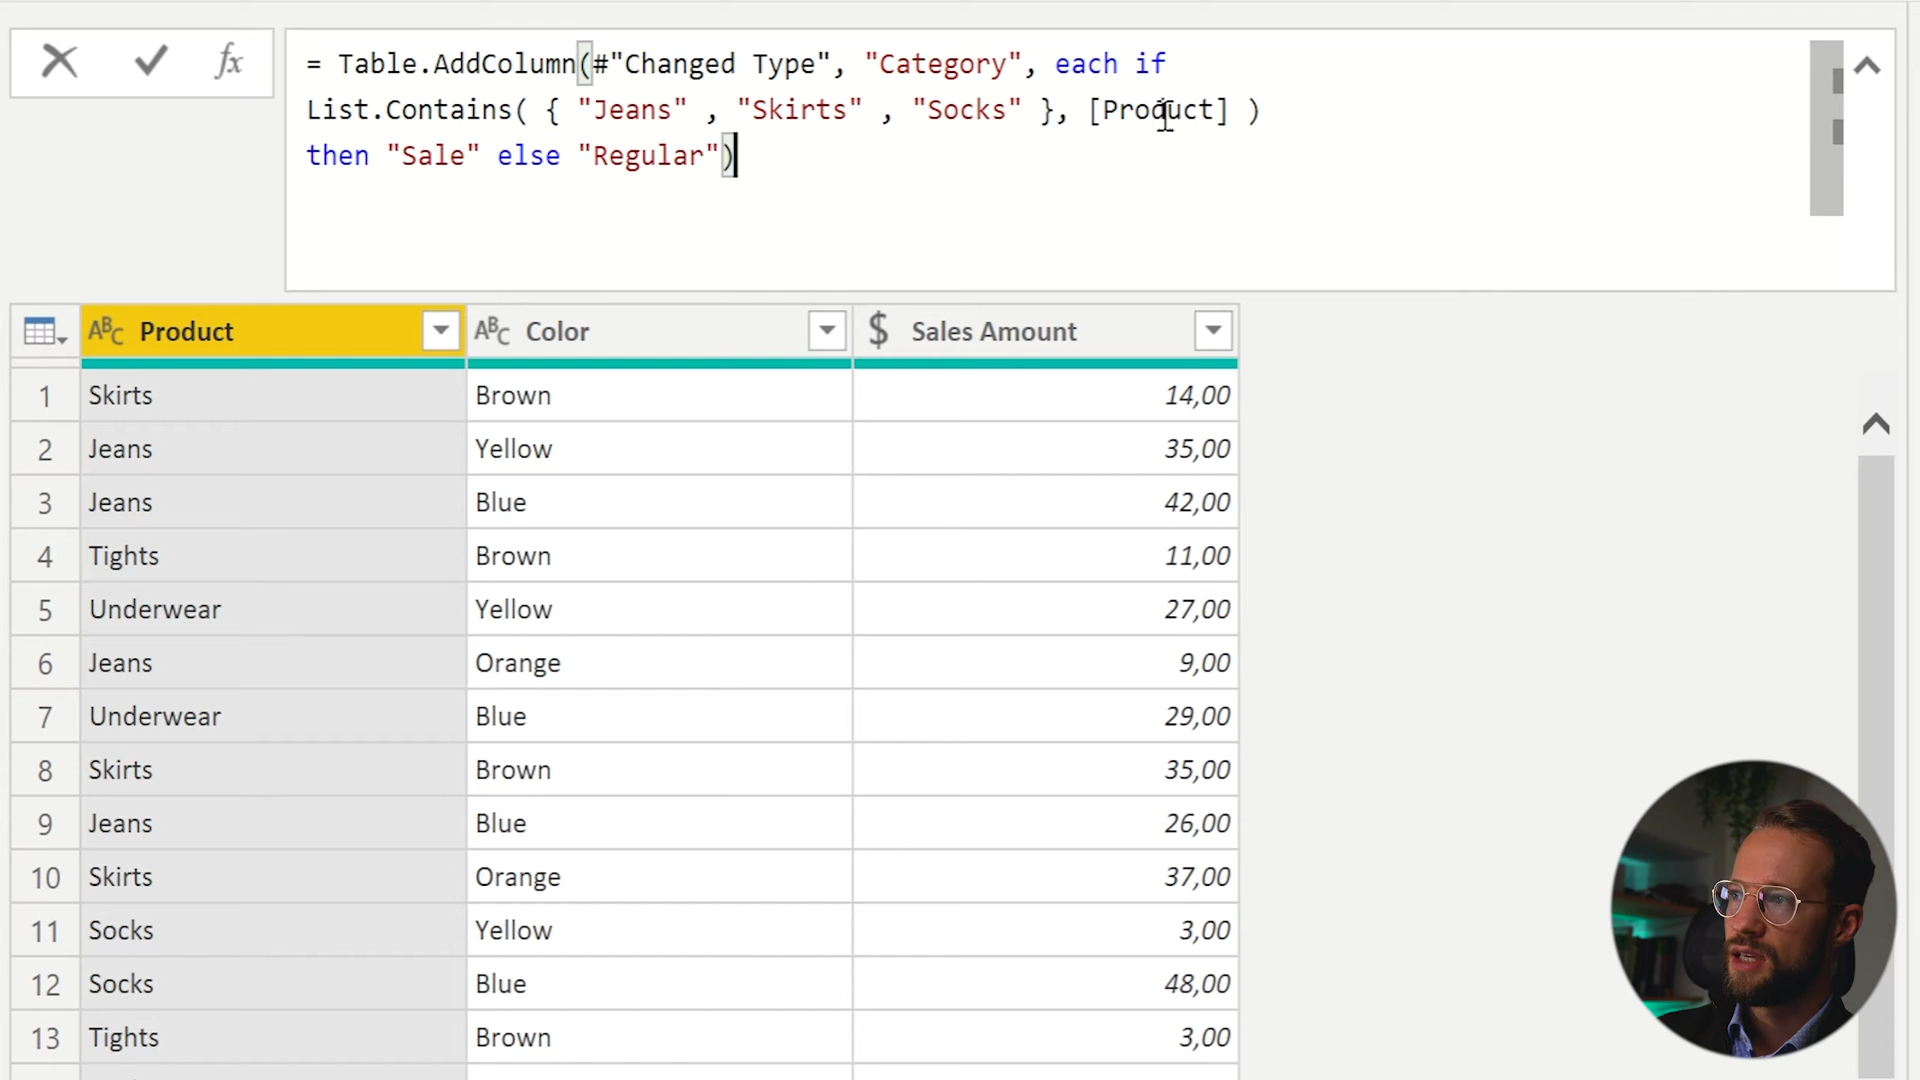 fx
= Table.AddColumn(#"Changed Type", "Category", each if
List.Contains( { "Jeans" , "Skirts" , "Socks" }, [Product] )
then "Sale" else "Regular")
ABC Product ABC Color $ Sales Amount
1 Skirts Brown 14,00
2 Jeans Yellow 35,00
3 Jeans Blue 42,00
4 Tights Brown 11,00
5 Underwear Yellow 27,00
6 Jeans Orange 9,00
7 Underwear Blue 29,00
8 Skirts Brown 35,00
9 Jeans Blue 26,00
10 Skirts Orange 37,00
11 Socks Yellow 3,00
12 Socks Blue 48,00
13 Tights Brown 3,00